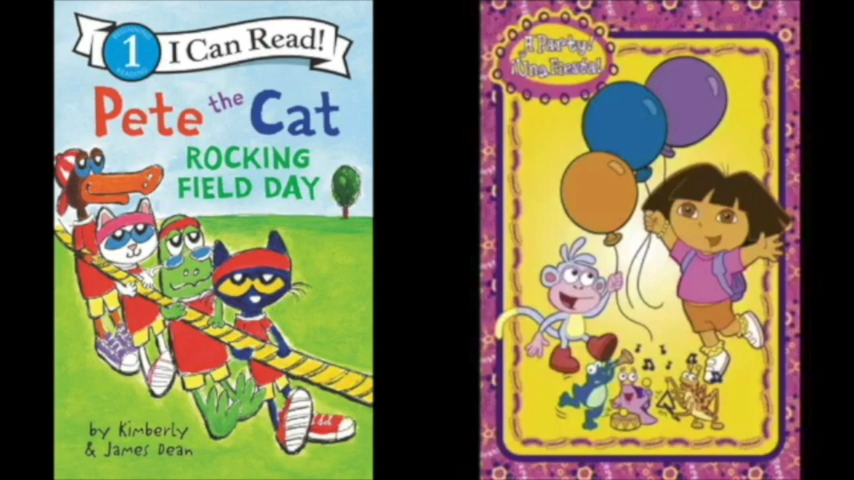 1
I Can Read!
Pete the Cat
ROCKING
FIELD DAY
by Kimberly
& James Dean
A Party!
¡Una Fiesta!